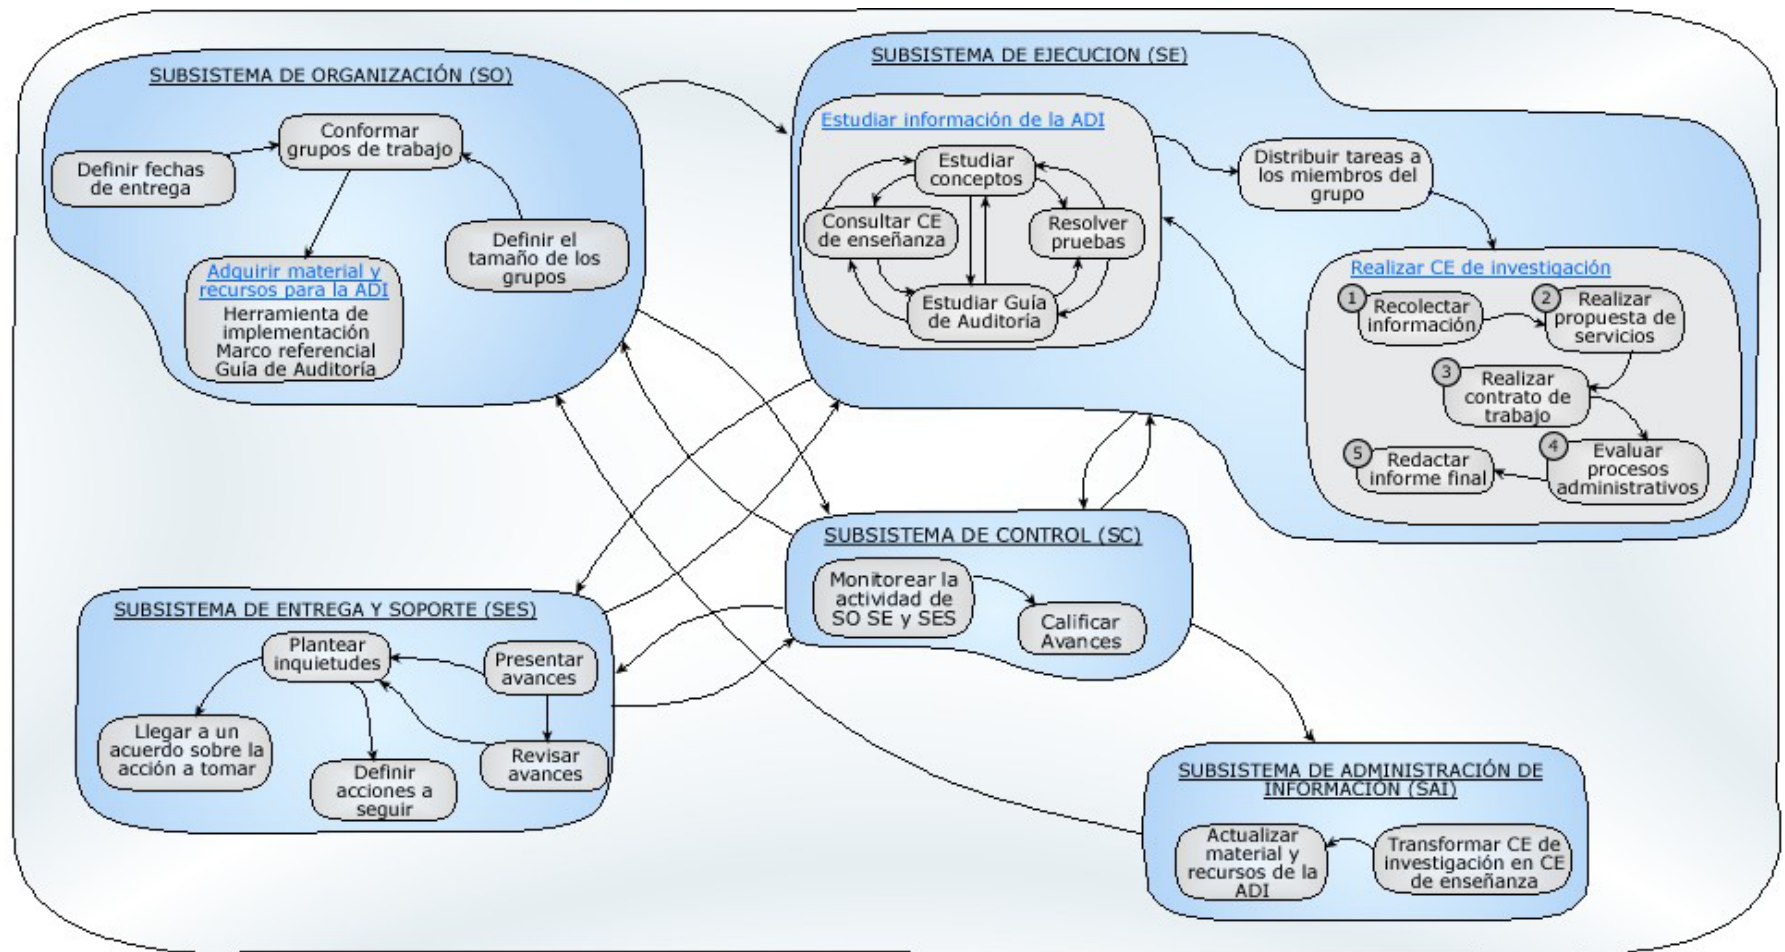 SUBSISTEMA DE ORGANIZACIÓN (SO)
Conformar
grupos de trabajo
Definir fechas
de entrega
Definir el
tamaño de los
grupos
Adquirir material y
recursos para la ADI
Herramienta de
implementación
Marco referencial
Guía de Auditoría
SUBSISTEMA DE EJECUCION (SE)
Estudiar información de la ADI
Estudiar
conceptos
Consultar CE
de enseñanza
Resolver
pruebas
Estudiar Guía
de Auditoría
Distribuir tareas a
los miembros del
grupo
Realizar CE de investigación
1
Recolectar
información
2
Realizar
propuesta de
servicios
3
Realizar
contrato de
trabajo
4
Evaluar
procesos
administrativos
5
Redactar
informe final
SUBSISTEMA DE CONTROL (SC)
Monitorear la
actividad de
SO SE y SES
Calificar
Avances
SUBSISTEMA DE ENTREGA Y SOPORTE (SES)
Plantear
inquietudes
Presentar
avances
Llegar a un
acuerdo sobre la
acción a tomar
Definir
acciones a
seguir
Revisar
avances
SUBSISTEMA DE ADMINISTRACIÓN DE
INFORMACIÓN (SAI)
Actualizar
material y
recursos de la
ADI
Transformar CE de
investigación en CE
de enseñanza